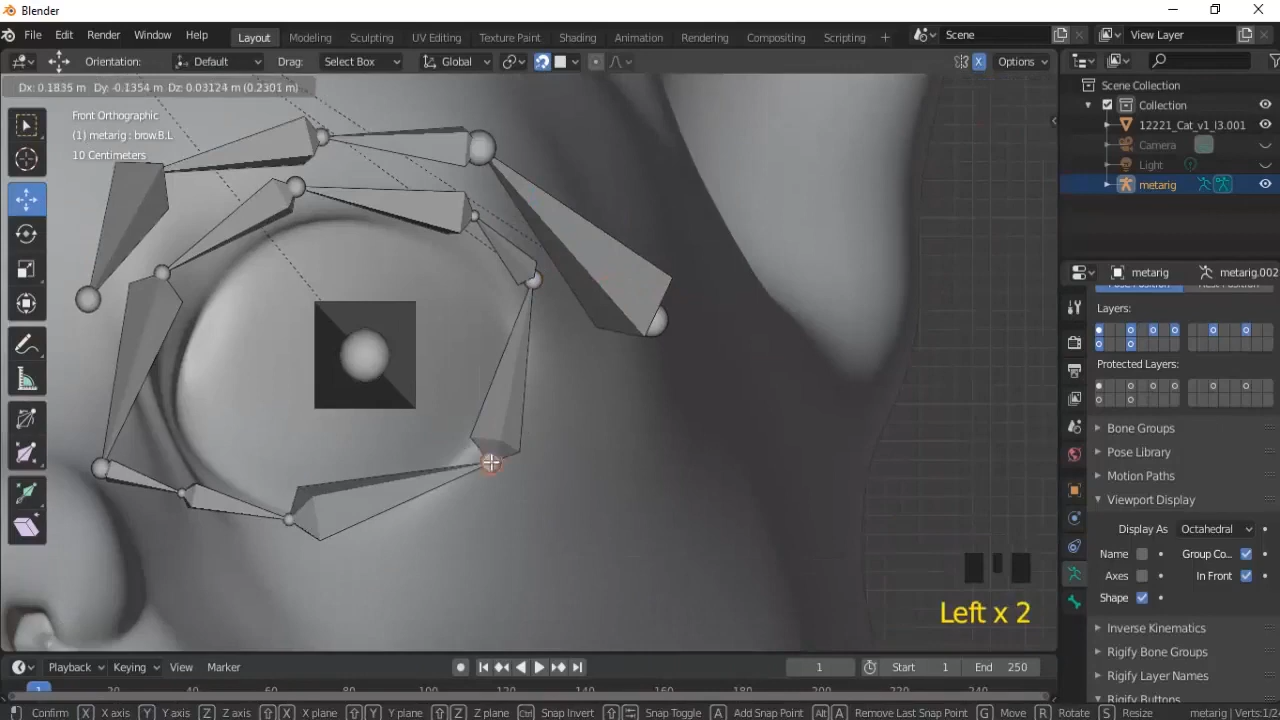 Blender
File Edit Render Window Help Layout Modeling Sculpting UV Editing Texture Paint Shading Animation Rendering Compositing Scripting + Scene View Layer
Orientation: Default Drag: Select Box Global Options
Dx: 0.1835 m Dy: -0.1354 m Dz: 0.03124 m (0.2301 m)
Front Orthographic
(1) metarig : brow.B.L
10 Centimeters
Scene Collection
Collection
12221_Cat_v1_l3.001
Camera
Light
metarig
metarig metarig.002
Layers:
Protected Layers:
Bone Groups
Pose Library
Motion Paths
Viewport Display
Display As Octahedral
Name Group Co...
Axes In Front
Shape
Inverse Kinematics
Rigify Bone Groups
Rigify Layer Names
Rigify Buttons
Left x 2
Playback Keying View Marker 1 Start 1 End 250
1 20 40 60 80 100 120 140 160 180 200 220 240
Confirm X X axis Y Y axis Z Z axis X X plane Y Y plane Z Z plane Ctrl Snap Invert Snap Toggle A Add Snap Point Alt A Remove Last Snap Point G Move R Rotate S Resize metarig | Verts:1/2